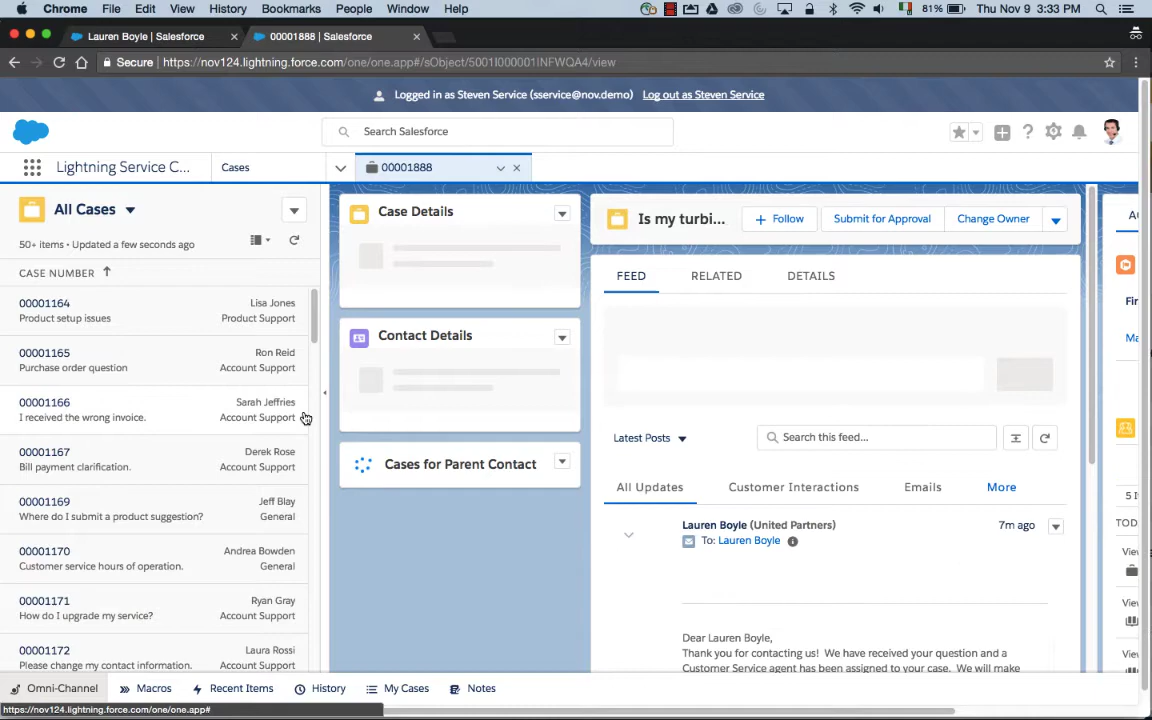 Chrome File Edit View History Bookmarks People Window Help 81% Thu Nov 9 3:33 PM
Lauren Boyle | Salesforce 00001888 | Salesforce
Secure https://nov124.lightning.force.com/one/one.app#/sObject/5001I000001INFWQA4/view
Logged in as Steven Service (sservice@nov.demo) Log out as Steven Service
Search Salesforce
Lightning Service C... Cases 00001888
All Cases
50+ items • Updated a few seconds ago
CASE NUMBER
00001164 Lisa Jones
Product setup issues Product Support
00001165 Ron Reid
Purchase order question Account Support
00001166 Sarah Jeffries
I received the wrong invoice. Account Support
00001167 Derek Rose
Bill payment clarification. Account Support
00001169 Jeff Blay
Where do I submit a product suggestion? General
00001170 Andrea Bowden
Customer service hours of operation. General
00001171 Ryan Gray
How do I upgrade my service? Account Support
00001172 Laura Rossi
Please change my contact information. Account Support
Case Details
Contact Details
Cases for Parent Contact
Is my turbi... Follow Submit for Approval Change Owner
FEED RELATED DETAILS
Latest Posts Search this feed...
All Updates Customer Interactions Emails More
Lauren Boyle (United Partners) 7m ago
To: Lauren Boyle
Dear Lauren Boyle,
Thank you for contacting us! We have received your question and a
Customer Service agent has been assigned to your case. We will make
Fir
Ma
TOD
View
View
View
Omni-Channel Macros Recent Items History My Cases Notes
https://nov124.lightning.force.com/one/one.app#